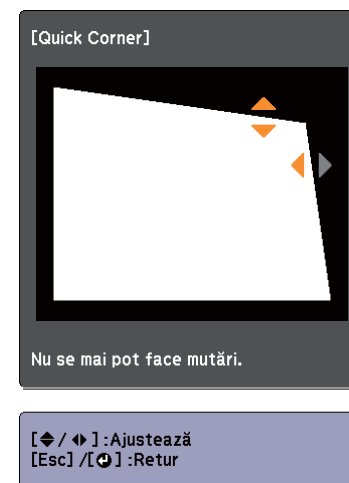 [Quick Corner]
Nu se mai pot face mutări.
[ / ] :Ajustează
[Esc] /[ ] :Retur